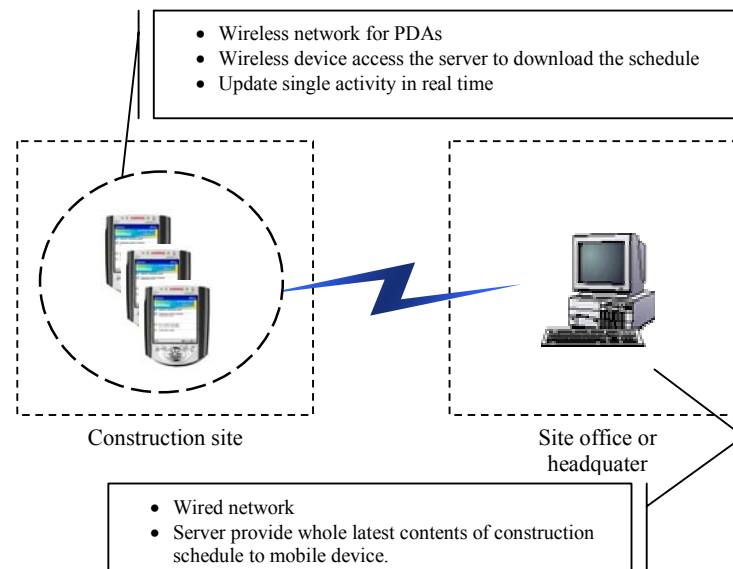 • Wireless network for PDAs
• Wireless device access the server to download the schedule
• Update single activity in real time
Construction site
Site office or
headquater
• Wired network
• Server provide whole latest contents of construction
schedule to mobile device.